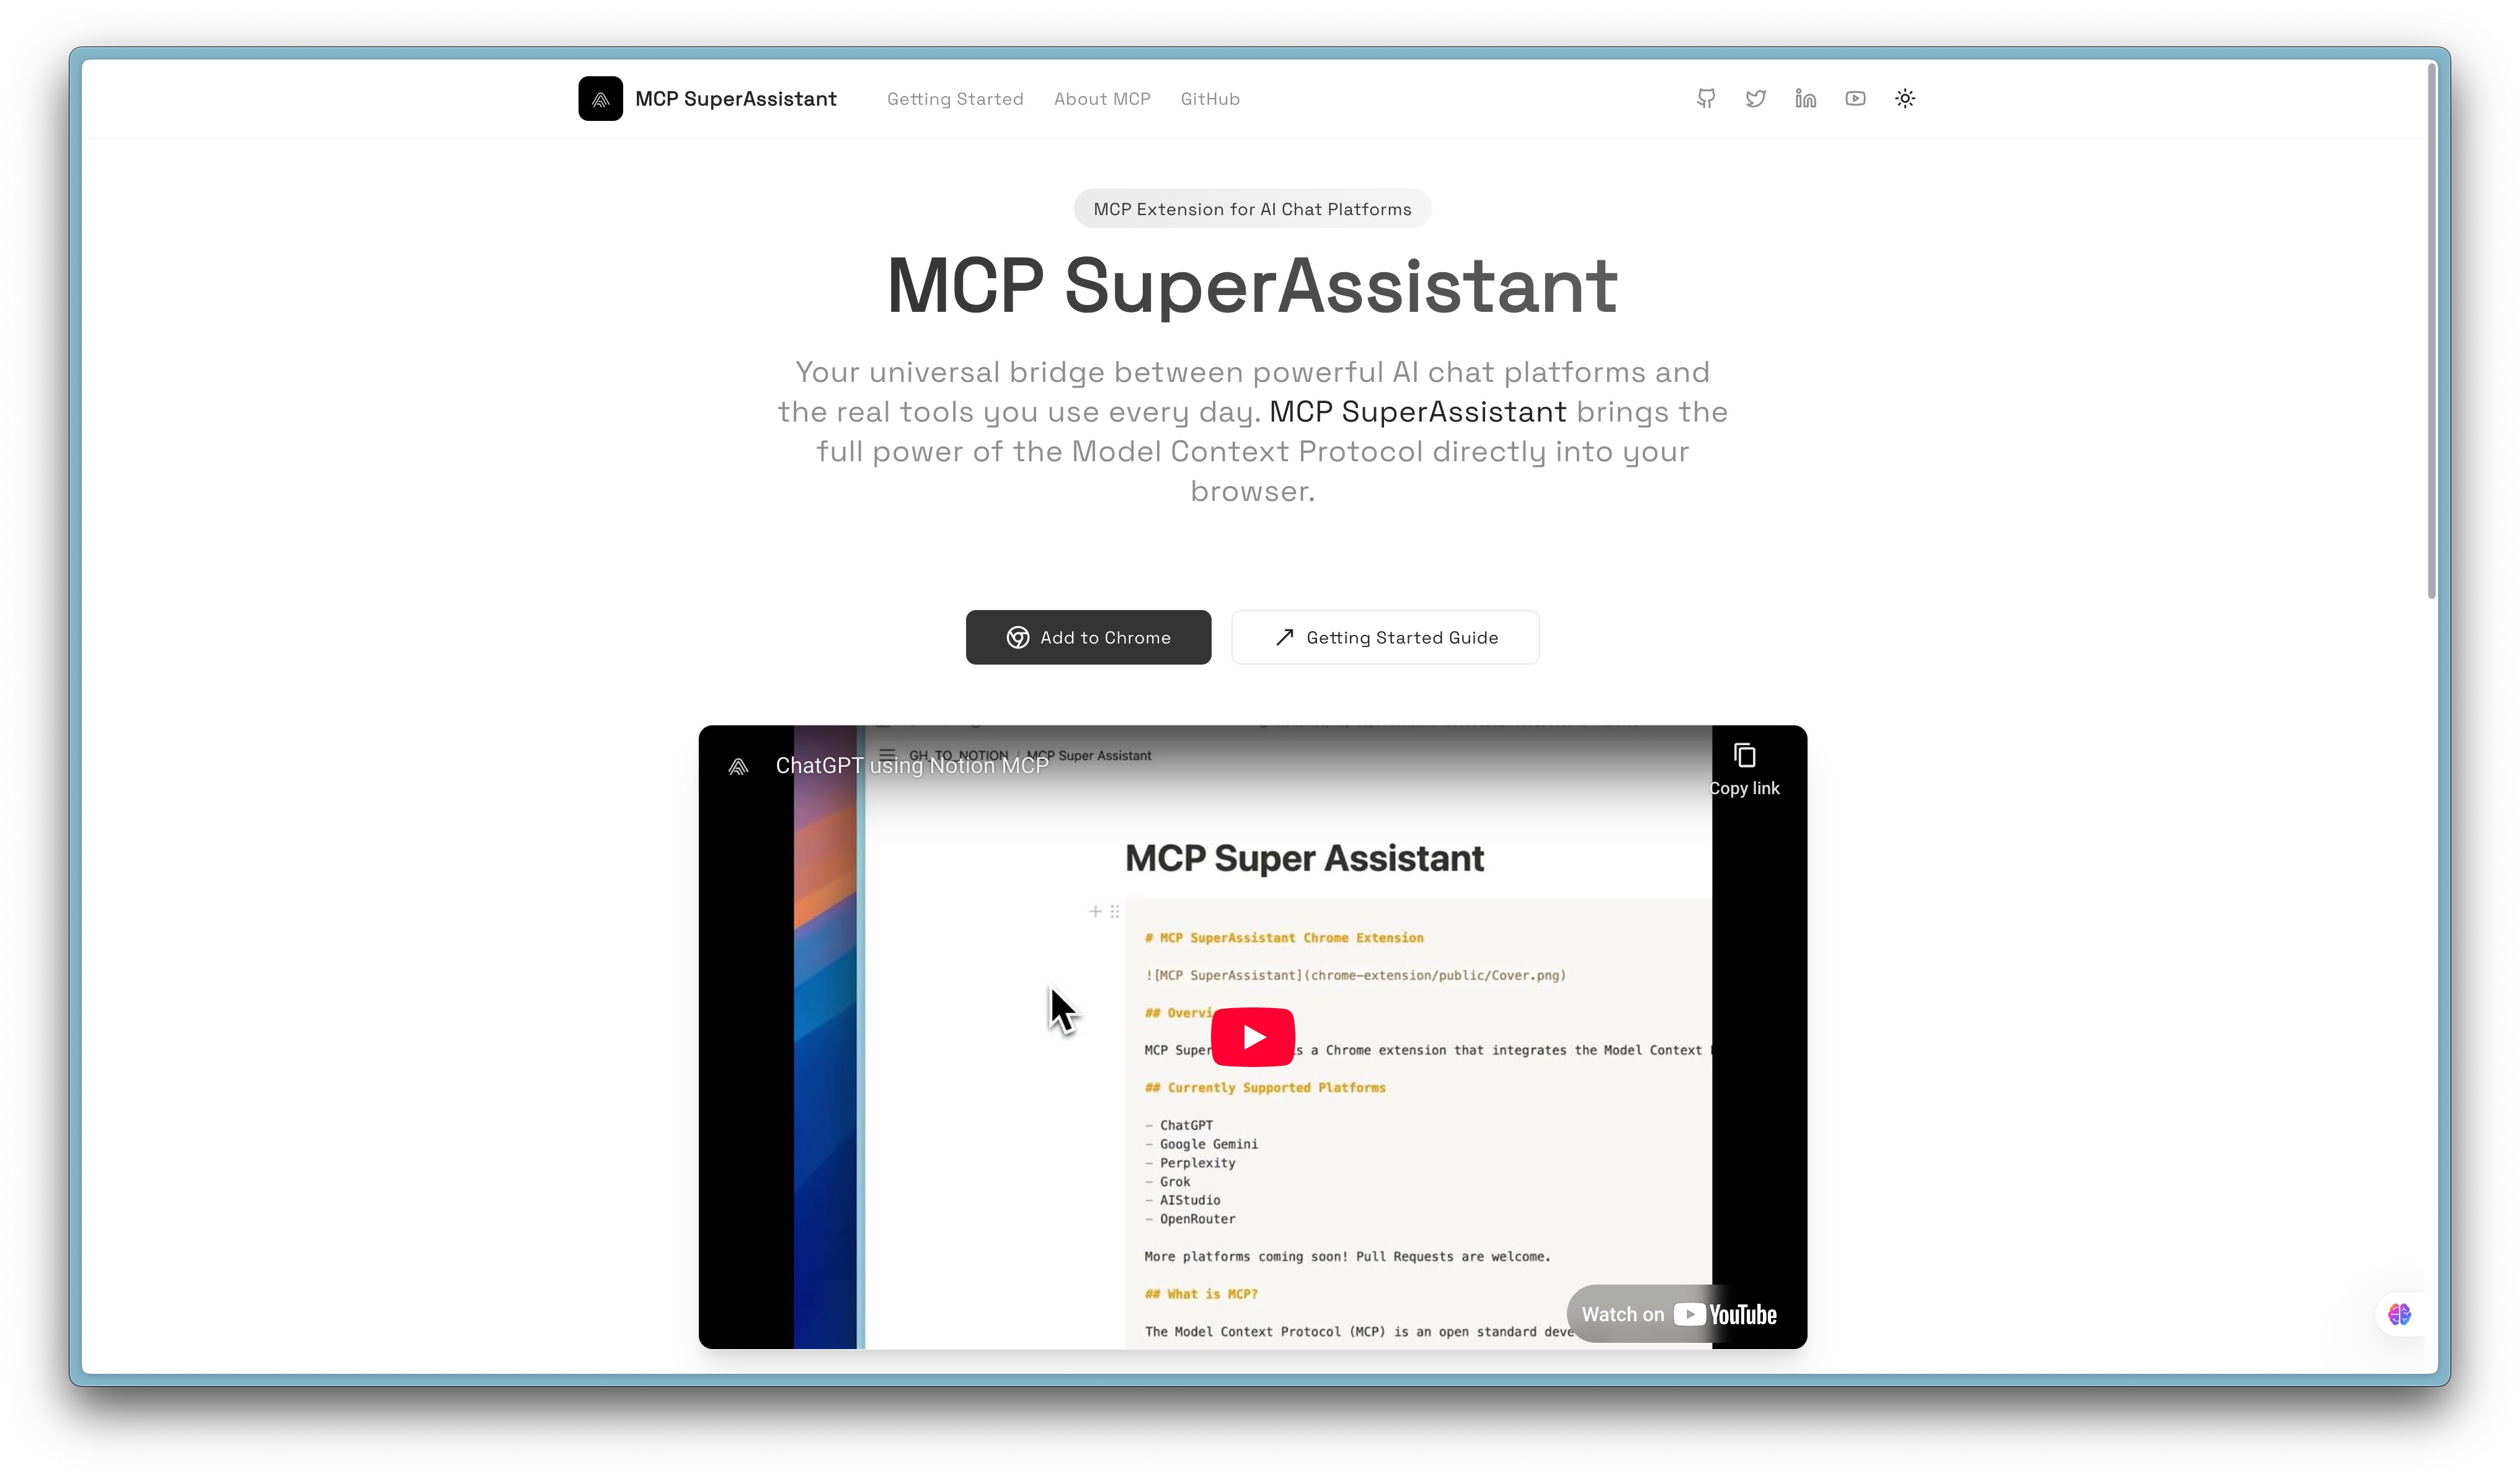 MCP SuperAssistant
Getting Started
About MCP
GitHub
MCP Extension for AI Chat Platforms
MCP SuperAssistant
Your universal bridge between powerful AI chat platforms and
the real tools you use every day. MCP SuperAssistant brings the
full power of the Model Context Protocol directly into your
browser.
Add to Chrome
Getting Started Guide
GH_TO_NOTION / MCP Super Assistant
ChatGPT using Notion MCP
Copy link
MCP Super Assistant
# MCP SuperAssistant Chrome Extension
![MCP SuperAssistant](chrome-extension/public/Cover.png)
## Overvi
MCP Super s a Chrome extension that integrates the Model Context
## Currently Supported Platforms
- ChatGPT
- Google Gemini
- Perplexity
- Grok
- AIStudio
- OpenRouter
More platforms coming soon! Pull Requests are welcome.
## What is MCP?
The Model Context Protocol (MCP) is an open standard deve
Watch on YouTube